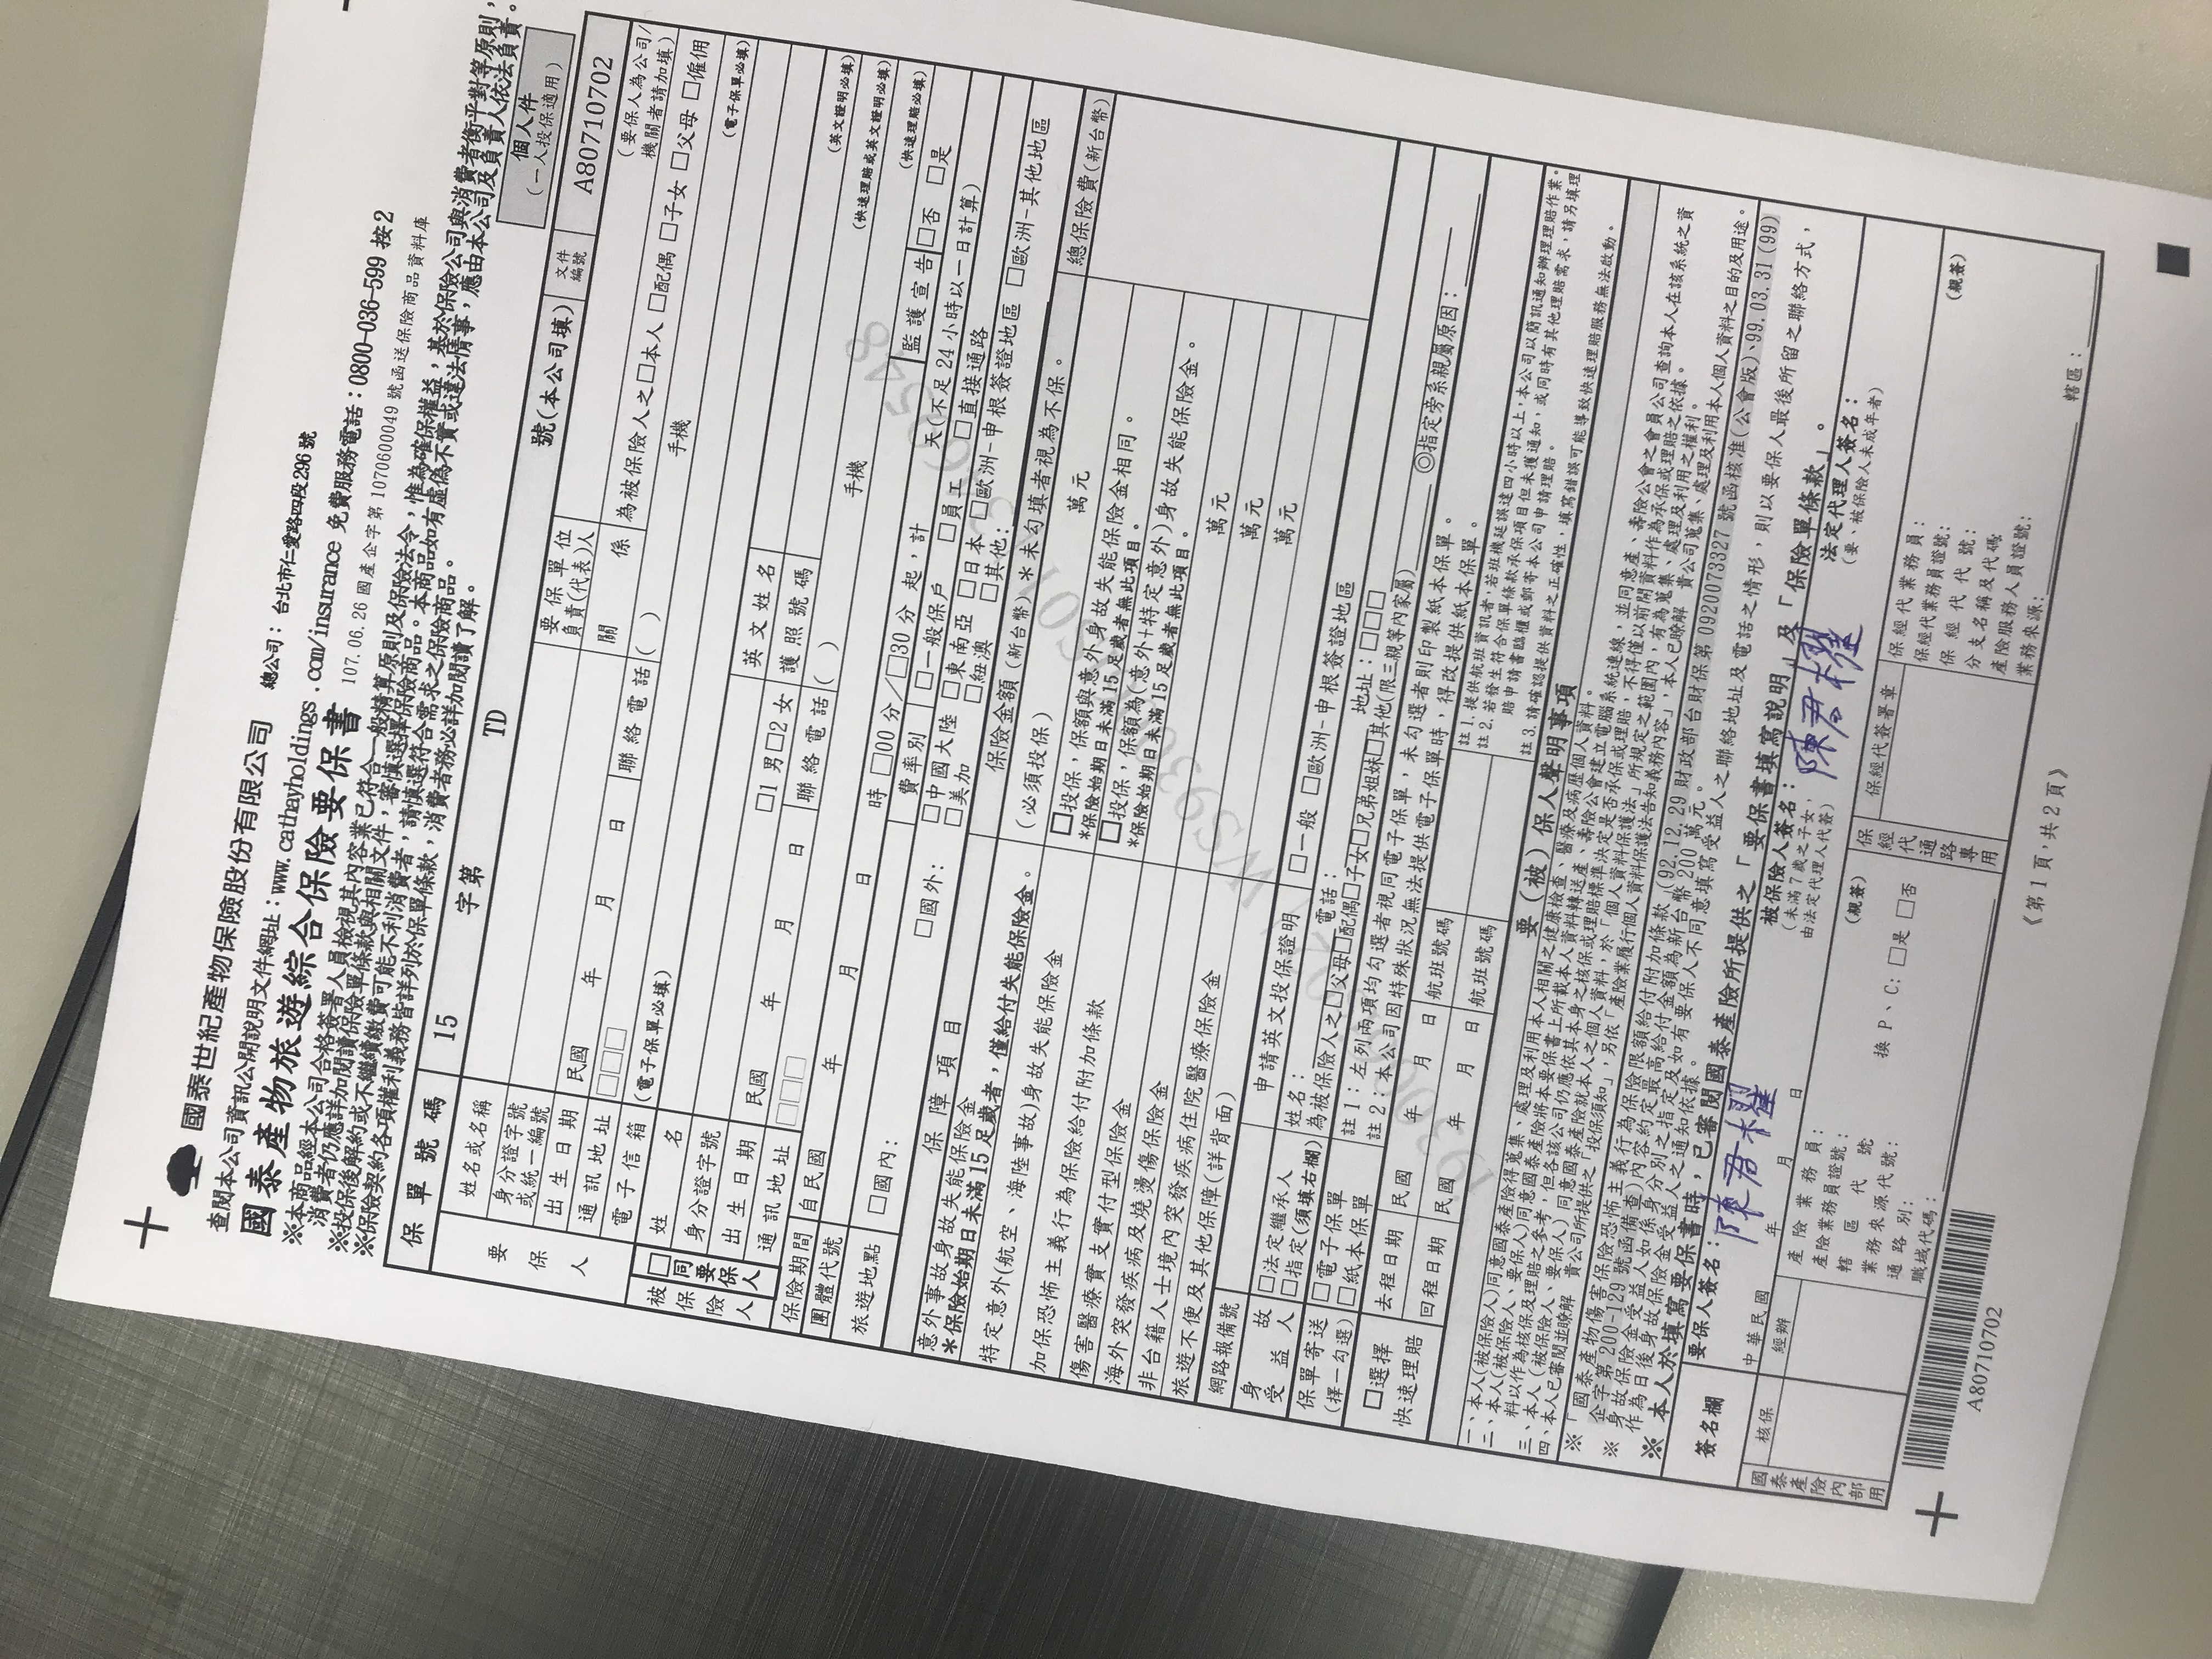 國泰世紀產物保險股份有限公司 總公司：台北市仁愛路四段296號
查閱本公司資訊公開說明文件網址：www.cathayholdings.com/insurance 免費服務電話：0800-036-599 按2
國泰產物旅遊綜合保險要保書 107.06.26 國產企字第 1070600049 號函送保險商品資料庫
※本商品經本公司合格簽署人員檢視其內容業已符合一般精算原則及保險法令，惟為確保權益，基於保險公司與消費者衡平對等原則，
消費者仍應詳加閱讀保險單條款與相關文件，審慎選擇保險商品。本商品如有虛偽不實或違法情事，應由本公司及負責人依法負責。
※投保後解約或不繼續繳費可能不利消費者，請慎選符合需求之保險商品。
※保險契約各項權利義務皆詳列於保單條款，消費者務必詳加閱讀了解。
個人件
（一人投保適用）
保單號碼 15 字第 TD 號(本公司填) 文件編號 A80710702
要保人
姓名或名稱 要保單位負責(代表)人 (要保人為公司/機關者請加填)
身分證字號或統一編號 關係 為被保險人之□本人 □配偶 □子女 □父母 □僱佣
出生日期 民國 年 月 日 聯絡電話 ( ) 手機 (電子保單必填)
通訊地址 □□□
電子信箱 (電子保單必填)
被保險人 □同要保人
姓名 英文姓名 (英文證明必填)
身分證字號 □1 男□2 女 護照號碼 (快速理賠或英文證明必填)
出生日期 民國 年 月 日 聯絡電話 ( ) 手機 (快速理賠必填)
通訊地址 □□□ 監護宣告 □否 □是
保險期間 自民國 年 月 日 時 □00 分／□30 分 起，計 天(不足 24 小時以一日計算)
團體代號 費率別 □一般保戶 □員工 □直接通路
旅遊地點 □國內： □國外： □中國大陸 □東南亞 □日本 □歐洲-申根簽證地區 □歐洲-其他地區
□美加 □紐澳 □其他：
保障項目 保險金額(新台幣) ＊未勾填者視為不保。 總保險費(新台幣)
意外事故身故失能保險金 (必須投保) 萬元
＊保險始期日未滿 15 足歲者，僅給付失能保險金。
特定意外(航空、海陸事故)身故失能保險金 □投保，保額與意外身故失能保險金相同。
*保險始期日未滿 15 足歲者無此項目。
加保恐怖主義行為保險給付附加條款 □投保，保額為(意外+特定意外)身故失能保險金。
*保險始期日未滿 15 足歲者無此項目。
傷害醫療實支實付型保險金 萬元
海外突發疾病及燒燙傷保險金 萬元
非台籍人士境內突發疾病住院醫療保險金 萬元
旅遊不便及其他保障(詳背面)
網路報備號 申請英文投保證明 □一般 □歐洲-申根簽證地區
身故受益人 □法定繼承人 姓名： 電話： 地址：□□□
□指定(須填右欄) 為被保險人之□父母□配偶□子女□兄弟姐妹□其他(限三親等內家屬) ◎指定旁系親屬原因：
保單寄送 □電子保單 註 1：左列兩項均勾選者視同電子保單，未勾選者則印製紙本保單。
(擇一勾選) □紙本保單 註 2：本公司因特殊狀況無法提供電子保單時，得改提供紙本保單。
□選擇快速理賠 去程日期 民國 年 月 日 航班號碼
回程日期 民國 年 月 日 航班號碼
註 1.提供航班資訊者，若班機延誤達四小時以上，本公司以簡訊通知辦理理賠作業。
註 2.若發生符合保單條款承保項目但未獲通知，或同時有其他理賠需求，請另填理
賠申請書臨櫃或郵寄本公司申請理賠。
註 3.請確認提供資料之正確性，填寫錯誤可能導致快速理賠服務無法啟動。
要（被）保人聲明事項
一、本人(被保險人)同意國泰產險得蒐集、處理及利用本人相關之健康檢查、醫療及病歷個人資料。
二、本人(被保險人、要保人)同意國泰產險將本要保書上所載本人資料轉送產、壽險公會建立電腦系統連線，並同意產、壽險公會之會員公司查詢本人在該系統之資
料以作為核保及理賠之參考，但各該公司仍應依其本身之核保或理賠標準決定是否承保或理賠，不得僅以前開資料作為承保或理賠之依據。
三、本人（被保險人、要保人）同意國泰產險就本人之個人資料，於「個人資料保護法」所規定之範圍內，有為蒐集、處理及利用之權利。
四、本人已審閱並瞭解 貴公司所提供之「投保須知」，另依「產險業履行個人資料保護法告知義務內容」，本人已瞭解 貴公司蒐集、處理及利用本人個人資料之目的及用途。
※「國泰產物傷害保險恐怖主義行為保險限額給付附加條款」(92.12.29 財政部台財保第 0920073327 號函核准(公會版)、99.03.31 (99)
企字第 200-129 號函備查)內容約定最高給付金額為新台幣 200 萬元。
※ 身故保險金受益人如係身分別之指定及如有要保人不同意填寫受益人之聯絡地址及電話之情形，則以要保人最後所留之聯絡方式，
作為日後身故保險金受益人之通知依據。
※ 本人於填寫要保書時，已審閱國泰產險所提供之「要保書填寫說明」及「保險單條款」。
簽名欄 要保人簽名：陳君櫂 被保險人簽名：陳君櫂 法定代理人簽名：
(未滿 7 歲之子女，由法定代理人代簽) (要、被保險人未成年者)
中華民國 年 月 日
國泰產險內部用 核保 經辦
產險業務員： (親簽)
產險業務員證號：
轄區代號
業務來源代號： 換 P、C: □是 □否
通路別:
職域代碼：
保經代通路專用 保經代簽署章
保經代業務員： (親簽)
保經代業務員證號：
保經代代號：
分支名稱及代碼
產險服務人員證號：
業務來源: 轄區：
A80710702
《第 1 頁，共 2 頁》